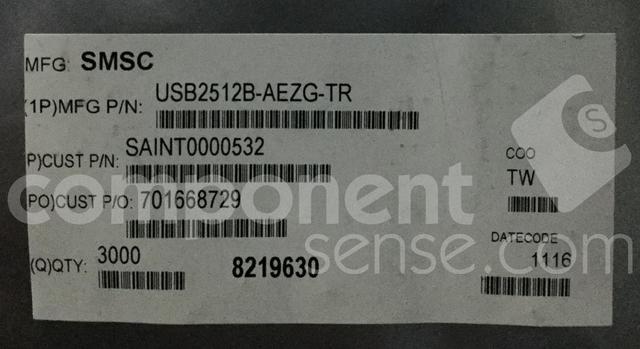 MFG: SMSC
(1P)MFG P/N: USB2512B-AEZG-TR
P)CUST P/N: SAINT0000532
COO
TW
PO)CUST P/O: 701668729
component
sense.com
S
DATECODE
1116
(Q)QTY: 3000
8219630